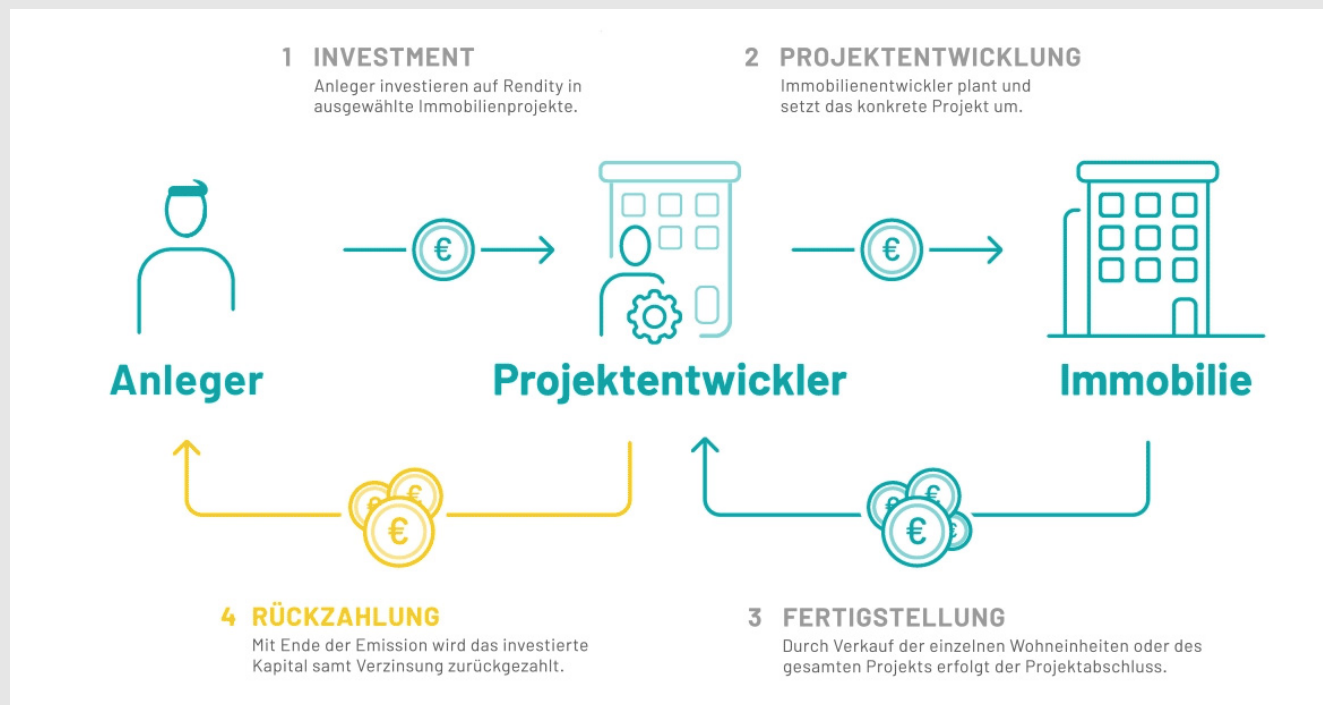 1 INVESTMENT
Anleger investieren auf Rendity in
ausgewählte Immobilienprojekte.
2 PROJEKTENTWICKLUNG
Immobilienentwickler plant und
setzt das konkrete Projekt um.
€
€
Anleger
Projektentwickler
Immobilie
€ € €
€ € € €
4 RÜCKZAHLUNG
Mit Ende der Emission wird das investierte
Kapital samt Verzinsung zurückgezahlt.
3 FERTIGSTELLUNG
Durch Verkauf der einzelnen Wohneinheiten oder des
gesamten Projekts erfolgt der Projektabschluss.